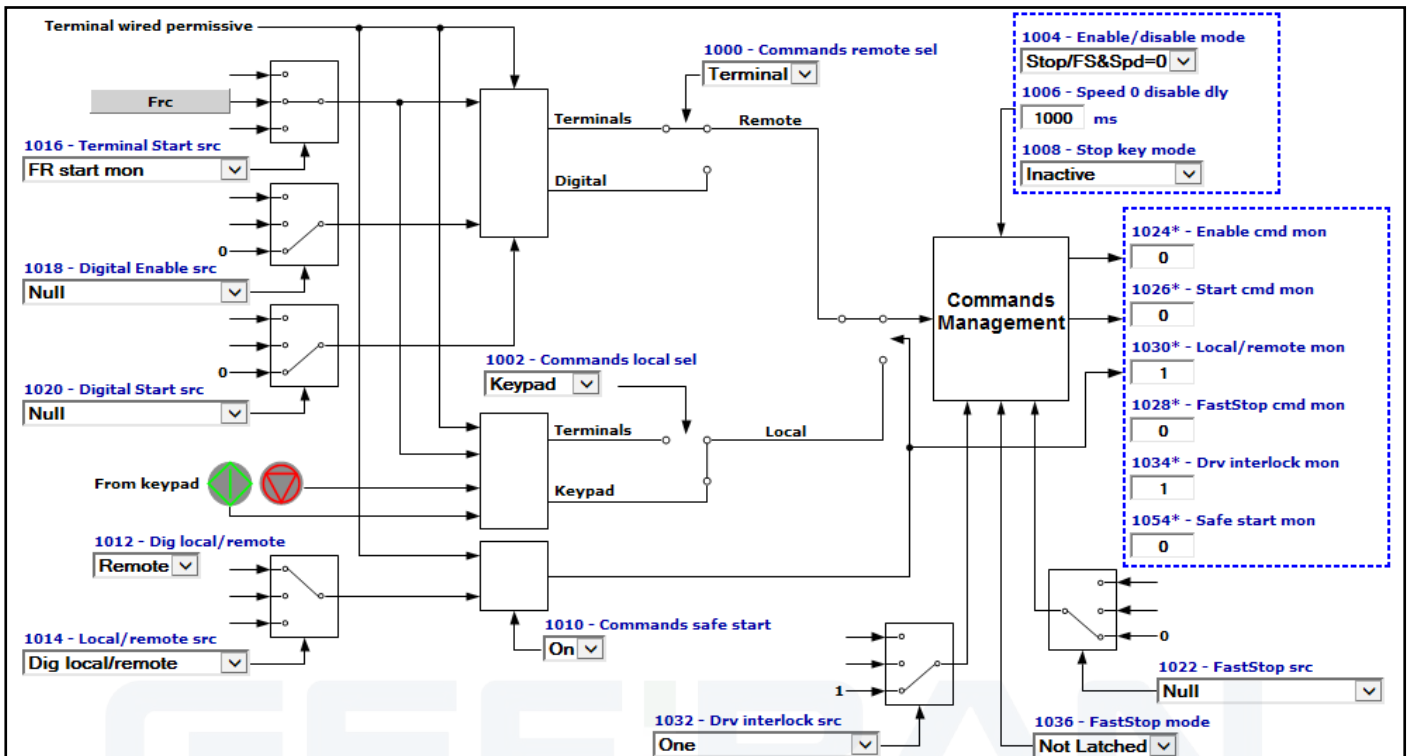 Terminal wired permissive
Frc
1016 - Terminal Start src
FR start mon
0
1018 - Digital Enable src
Null
0
1020 - Digital Start src
Null
From keypad
1012 - Dig local/remote
Remote
1014 - Local/remote src
Dig local/remote
1000 - Commands remote sel
Terminal
Terminals
Remote
Digital
1002 - Commands local sel
Keypad
Terminals
Local
Keypad
1010 - Commands safe start
On
1
1032 - Drv interlock src
One
Commands
Management
1004 - Enable/disable mode
Stop/FS&Spd=0
1006 - Speed 0 disable dly
1000 ms
1008 - Stop key mode
Inactive
1024* - Enable cmd mon
0
1026* - Start cmd mon
0
1030* - Local/remote mon
1
1028* - FastStop cmd mon
0
1034* - Drv interlock mon
1
1054* - Safe start mon
0
0
1022 - FastStop src
Null
1036 - FastStop mode
Not Latched